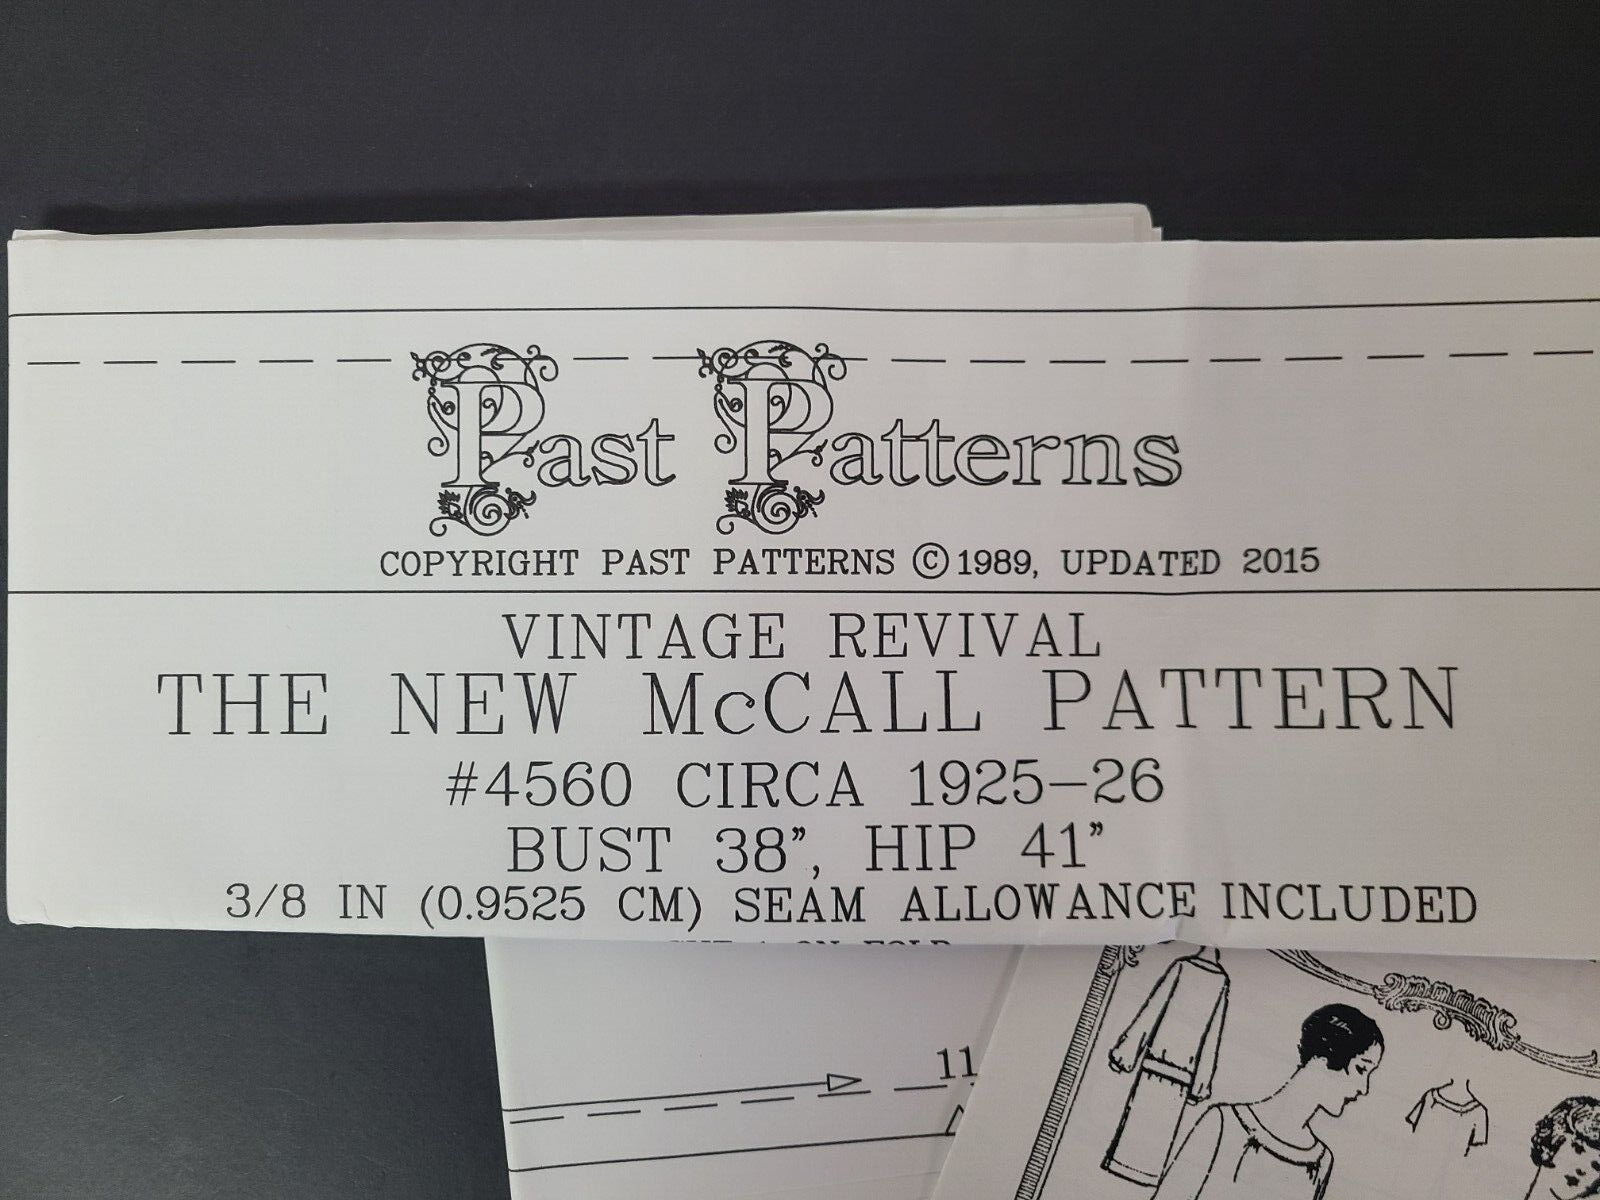 Past Patterns
COPYRIGHT PAST PATTERNS © 1989, UPDATED 2015
VINTAGE REVIVAL
THE NEW McCALL PATTERN
#4560 CIRCA 1925-26
BUST 38”, HIP 41”
3/8 IN (0.9525 CM) SEAM ALLOWANCE INCLUDED
11